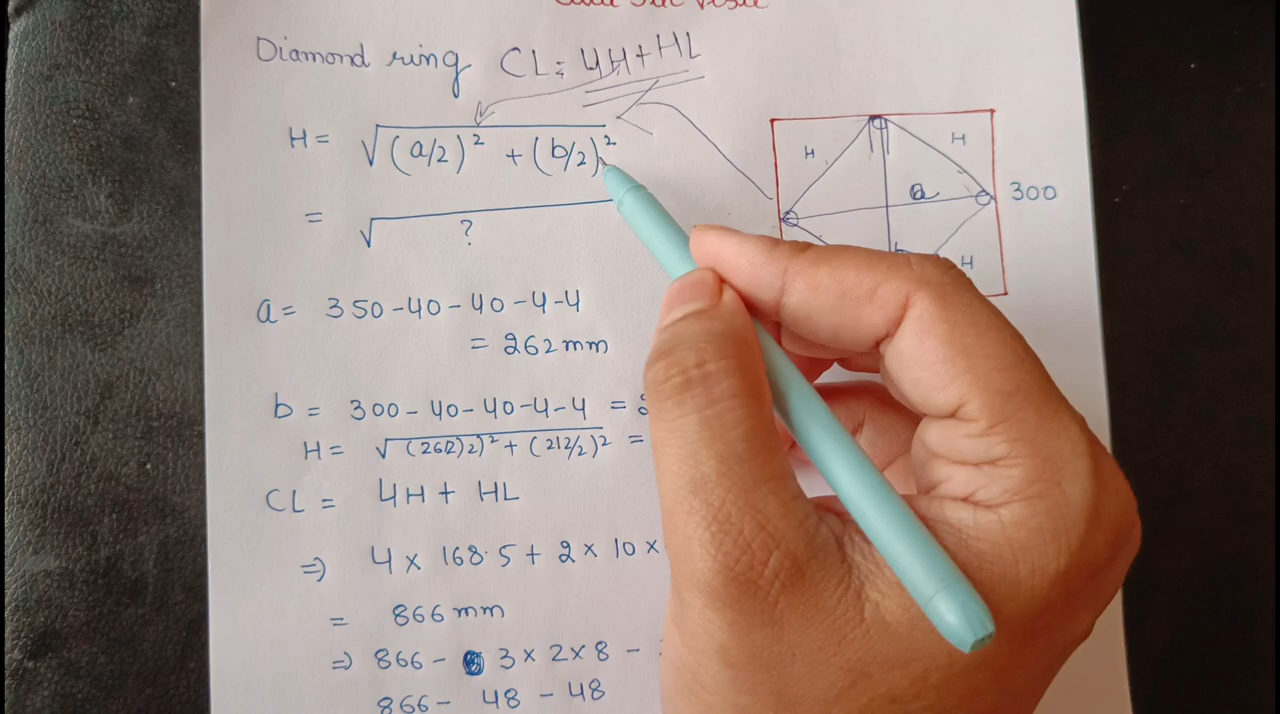 Diamond ring CL = 4H + HL
H = √(a/2)² + (b/2)²
= √ ?
H H
a 300
b H
a = 350 - 40 - 40 - 4 - 4
= 262 mm
b = 300 - 40 - 40 - 4 - 4 =
H = √(262/2)² + (212/2)² =
CL = 4H + HL
⇒ 4 × 168.5 + 2 × 10 ×
= 866 mm
⇒ 866 - 3 × 2 × 8 -
866 - 48 - 48